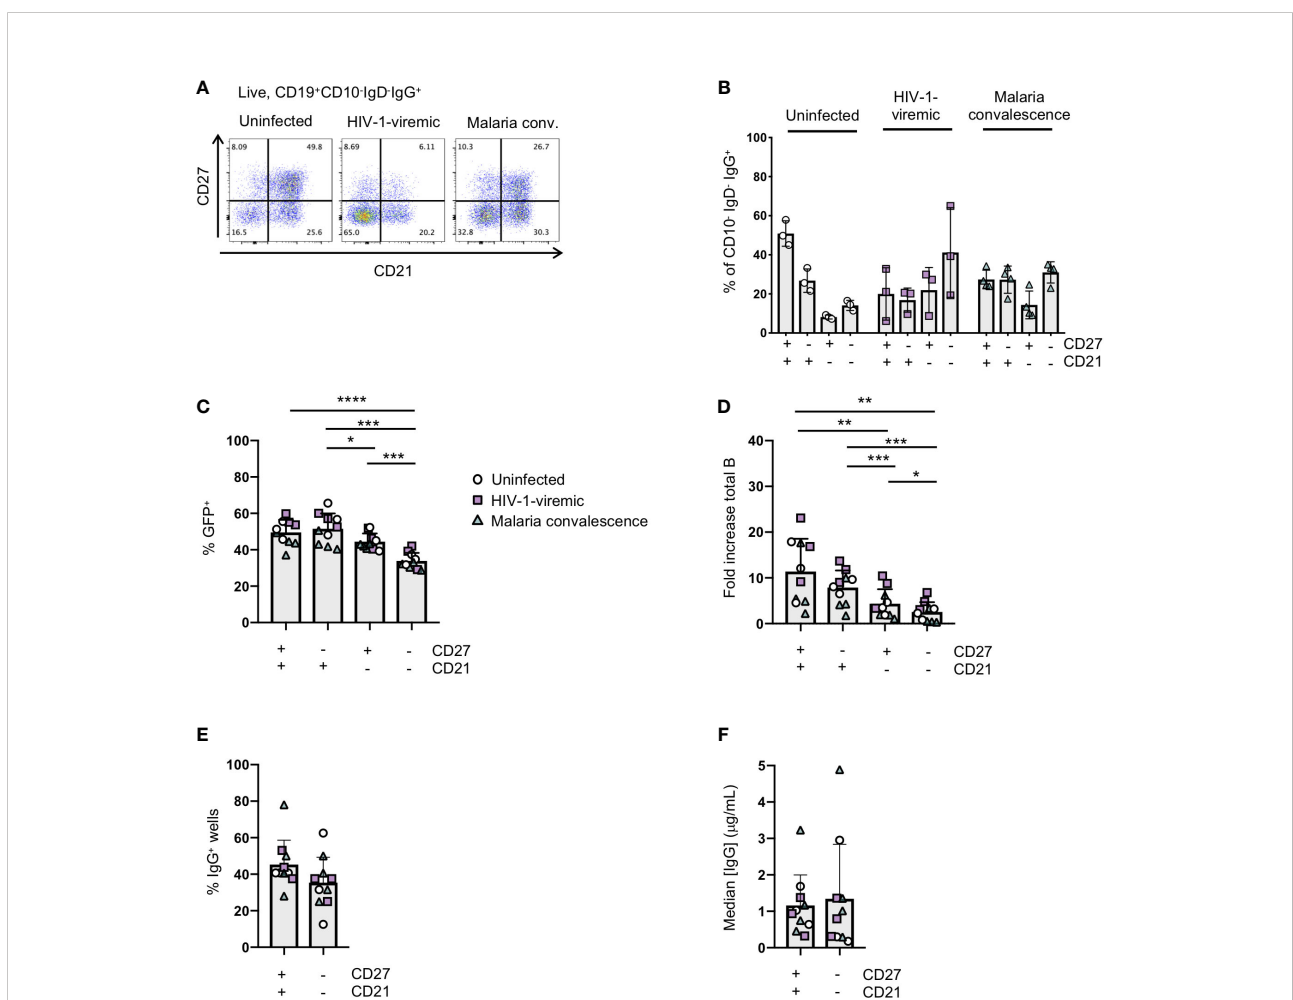 A
Live, CD19+CD10-IgD-IgG+
Uninfected HIV-1-viremic Malaria conv.
CD27
8.09 49.8 8.69 6.11 10.3 26.7
16.5 25.6 65.0 20.2 32.8 30.3
CD21
B
Uninfected HIV-1-viremic Malaria convalescence
% of CD10- IgD- IgG+
100
80
60
40
20
0
+ - + - + - + - + - + - CD27
+ + - - + + - - + + - - CD21
C
**** 
***
*
***
% GFP+
100
80
60
40
20
0
+ - + - CD27
+ + - - CD21
Uninfected
HIV-1-viremic
Malaria convalescence
D
**
**
***
***
*
Fold increase total B
40
30
20
10
0
+ - + - CD27
+ + - - CD21
E
% IgG+ wells
100
80
60
40
20
0
+ - CD27
+ - CD21
F
Median [IgG] (µg/mL)
5
4
3
2
1
0
+ - CD27
+ - CD21